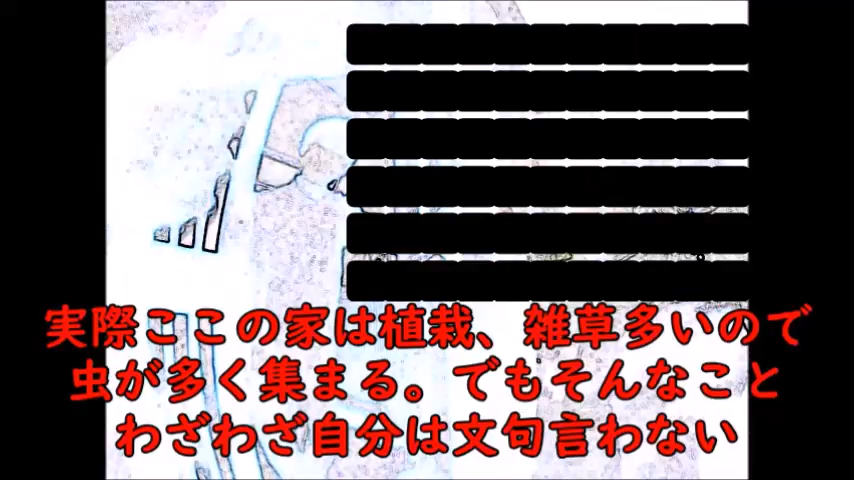 実際ここの家は植栽、雑草多いので
虫が多く集まる。でもそんなこと
わざわざ自分は文句言わない